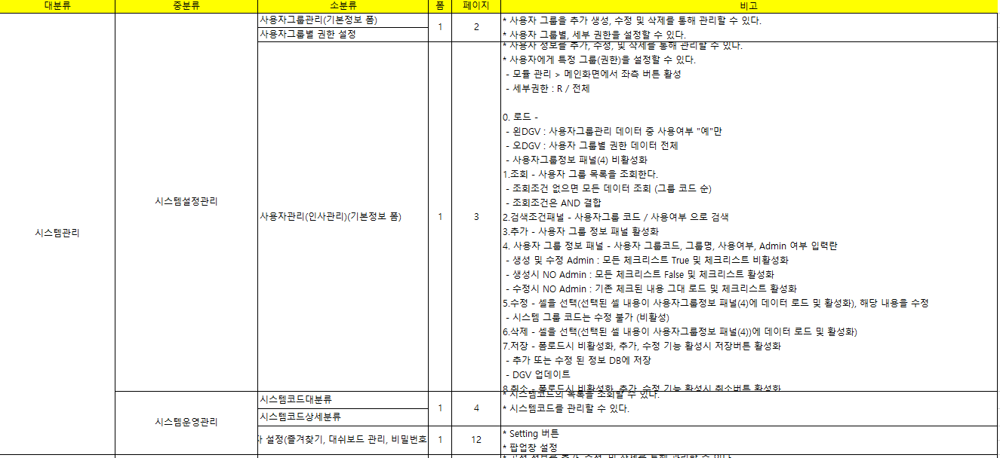 대분류 중분류 소분류 폼 페이지 비고
시스템관리
시스템설정관리
사용자그룹관리(기본정보 폼)
사용자그룹별 권한 설정
1 2
* 사용자 그룹을 추가 생성, 수정 및 삭제를 통해 관리할 수 있다.
* 사용자 그룹별, 세부 권한을 설정할 수 있다.
사용자관리(인사관리)(기본정보 폼)
1 3
* 사용자 정보를 추가, 수정, 및 삭제를 통해 관리할 수 있다.
* 사용자에게 특정 그룹(권한)을 설정할 수 있다.
- 모듈 관리 > 메인화면에서 좌측 버튼 활성
- 세부권한 : R / 전체
0. 로드 -
- 왼DGV : 사용자그룹관리 데이터 중 사용여부 "예"만
- 오DGV : 사용자 그룹별 권한 데이터 전체
- 사용자그룹정보 패널(4) 비활성화
1.조회 - 사용자 그룹 목록을 조회한다.
- 조회조건 없으면 모든 데이터 조회 (그룹 코드 순)
- 조회조건은 AND 결합
2.검색조건패널 - 사용자그룹 코드 / 사용여부 으로 검색
3.추가 - 사용자 그룹 정보 패널 활성화
4. 사용자 그룹 정보 패널 - 사용자 그룹코드, 그룹명, 사용여부, Admin 여부 입력란
- 생성 및 수정 Admin : 모든 체크리스트 True 및 체크리스트 비활성화
- 생성시 NO Admin : 모든 체크리스트 False 및 체크리스트 활성화
- 수정시 NO Admin : 기존 체크된 내용 그대 로드 및 체크리스트 활성화
5.수정 - 셀을 선택(선택된 셀 내용이 사용자그룹정보 패널(4)에 데이터 로드 및 활성화), 해당 내용을 수정
- 시스템 그룹 코드는 수정 불가 (비활성)
6.삭제 - 셀을 선택(선택된 셀 내용이 사용자그룹정보 패널(4))에 데이터 로드 및 활성화)
7.저장 - 폼로드시 비활성화, 추가, 수정 기능 활성시 저장버튼 활성화
- 추가 또는 수정 된 정보 DB에 저장
- DGV 업데이트
8.취소 - 폼로드시 비활성화, 추가, 수정 기능 활성시 취소버튼 활성화
시스템운영관리
시스템코드대분류
시스템코드상세분류
1 4
* 시스템코드의 목록을 조회할 수 있다.
* 시스템코드를 관리할 수 있다.
설정(즐겨찾기, 대쉬보드 관리, 비밀번호
1 12
* Setting 버튼
* 팝업창 설정